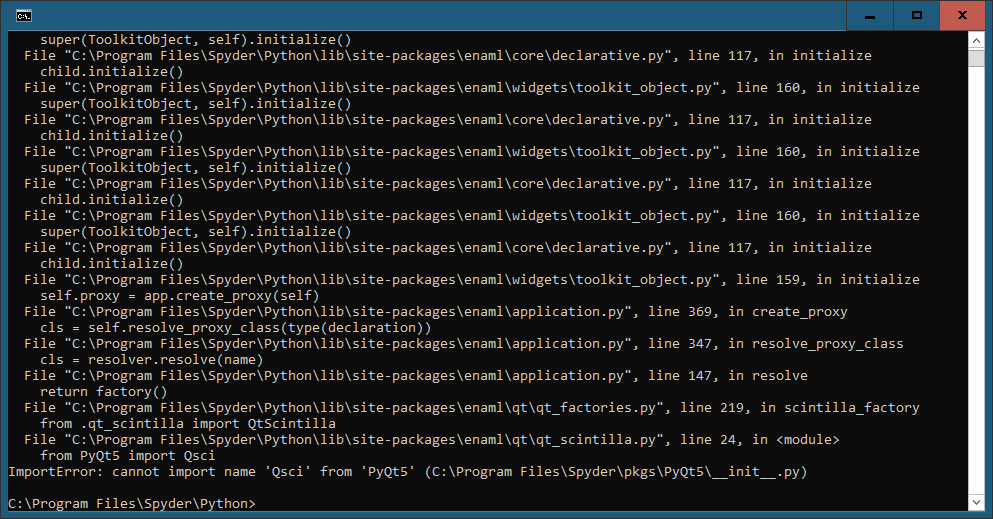 super(ToolkitObject, self).initialize()
File "C:\Program Files\Spyder\Python\lib\site-packages\enaml\core\declarative.py", line 117, in initialize
child.initialize()
File "C:\Program Files\Spyder\Python\lib\site-packages\enaml\widgets\toolkit_object.py", line 160, in initialize
super(ToolkitObject, self).initialize()
File "C:\Program Files\Spyder\Python\lib\site-packages\enaml\core\declarative.py", line 117, in initialize
child.initialize()
File "C:\Program Files\Spyder\Python\lib\site-packages\enaml\widgets\toolkit_object.py", line 160, in initialize
super(ToolkitObject, self).initialize()
File "C:\Program Files\Spyder\Python\lib\site-packages\enaml\core\declarative.py", line 117, in initialize
child.initialize()
File "C:\Program Files\Spyder\Python\lib\site-packages\enaml\widgets\toolkit_object.py", line 160, in initialize
super(ToolkitObject, self).initialize()
File "C:\Program Files\Spyder\Python\lib\site-packages\enaml\core\declarative.py", line 117, in initialize
child.initialize()
File "C:\Program Files\Spyder\Python\lib\site-packages\enaml\widgets\toolkit_object.py", line 159, in initialize
self.proxy = app.create_proxy(self)
File "C:\Program Files\Spyder\Python\lib\site-packages\enaml\application.py", line 369, in create_proxy
cls = self.resolve_proxy_class(type(declaration))
File "C:\Program Files\Spyder\Python\lib\site-packages\enaml\application.py", line 347, in resolve_proxy_class
cls = resolver.resolve(name)
File "C:\Program Files\Spyder\Python\lib\site-packages\enaml\application.py", line 147, in resolve
return factory()
File "C:\Program Files\Spyder\Python\lib\site-packages\enaml\qt\qt_factories.py", line 219, in scintilla_factory
from .qt_scintilla import QtScintilla
File "C:\Program Files\Spyder\Python\lib\site-packages\enaml\qt\qt_scintilla.py", line 24, in <module>
from PyQt5 import Qsci
ImportError: cannot import name 'Qsci' from 'PyQt5' (C:\Program Files\Spyder\pkgs\PyQt5\__init__.py)
C:\Program Files\Spyder\Python>